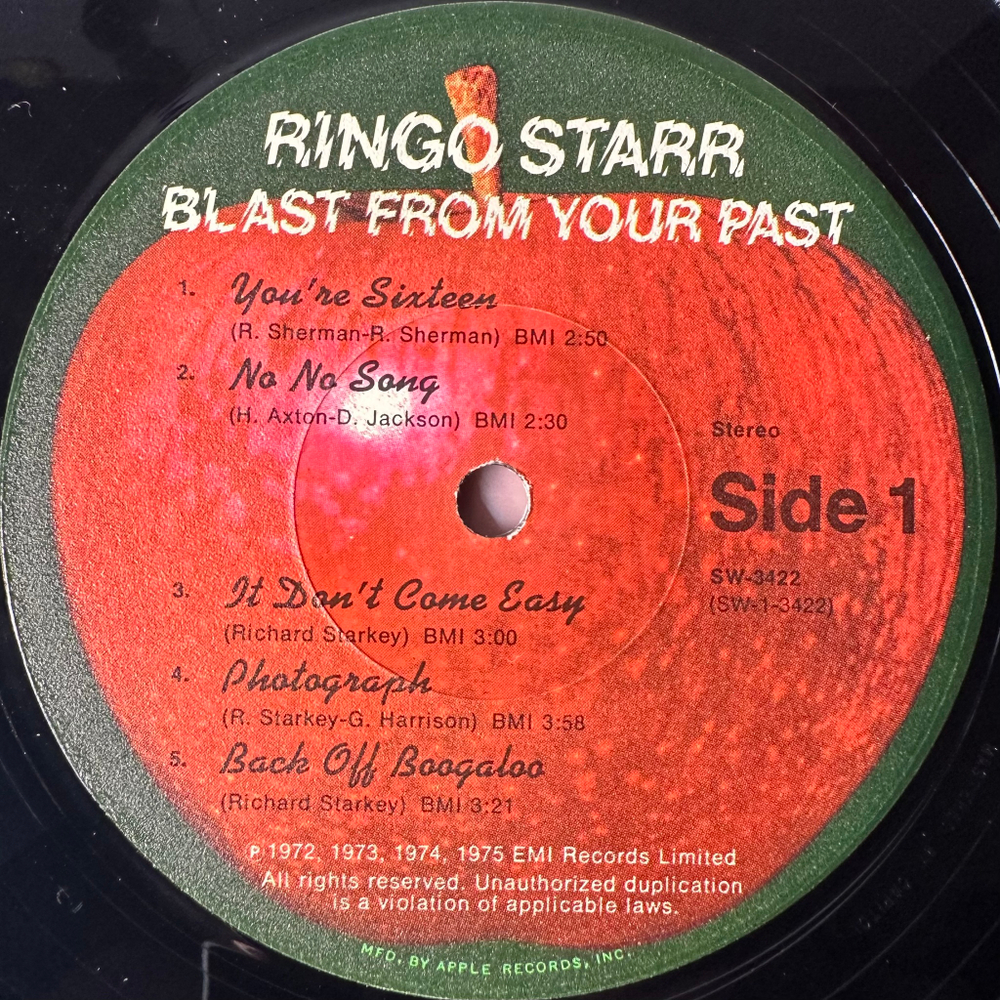 RINGO STARR
BLAST FROM YOUR PAST
1. You're Sixteen
(R. Sherman-R. Sherman) BMI 2:50
2. No No Song
(H. Axton-D. Jackson) BMI 2:30
Stereo
Side 1
SW-3422
(SW-1-3422)
3. It Don't Come Easy
(Richard Starkey) BMI 3:00
4. Photograph
(R. Starkey-G. Harrison) BMI 3:58
5. Back Off Boogaloo
(Richard Starkey) BMI 3:21
℗ 1972, 1973, 1974, 1975 EMI Records Limited
All rights reserved. Unauthorized duplication
is a violation of applicable laws.
MFD. BY APPLE RECORDS, INC.